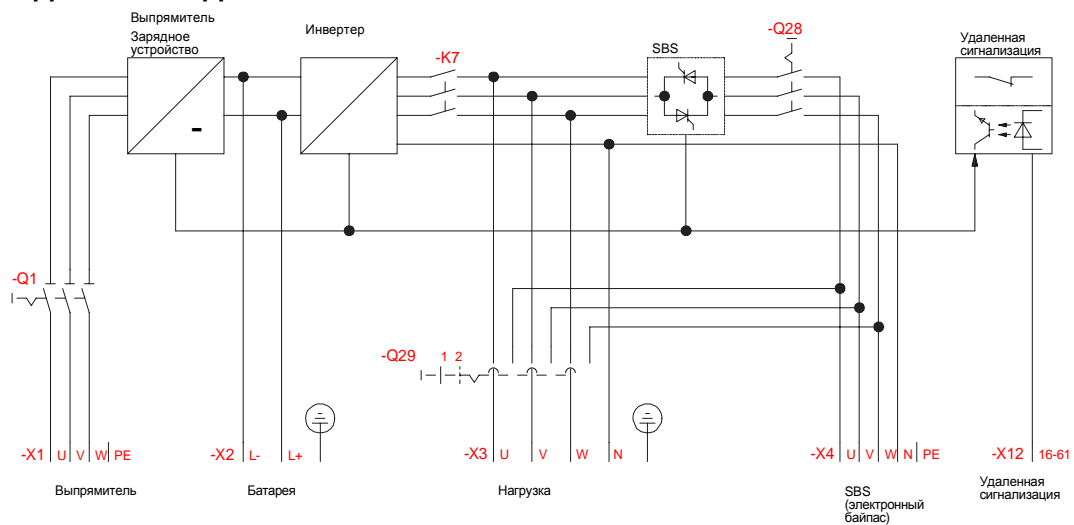 Выпрямитель
Зарядное
устройство
Инвертер
-K7
SBS
-Q28
Удаленная
сигнализация
-Q1
-Q29 1 2
-X1 U V W PE
-X2 L- L+
-X3 U V W N
-X4 U V W N PE
-X12 16-61
Выпрямитель
Батарея
Нагрузка
SBS
(электронный
байпас)
Удаленная
сигнализация